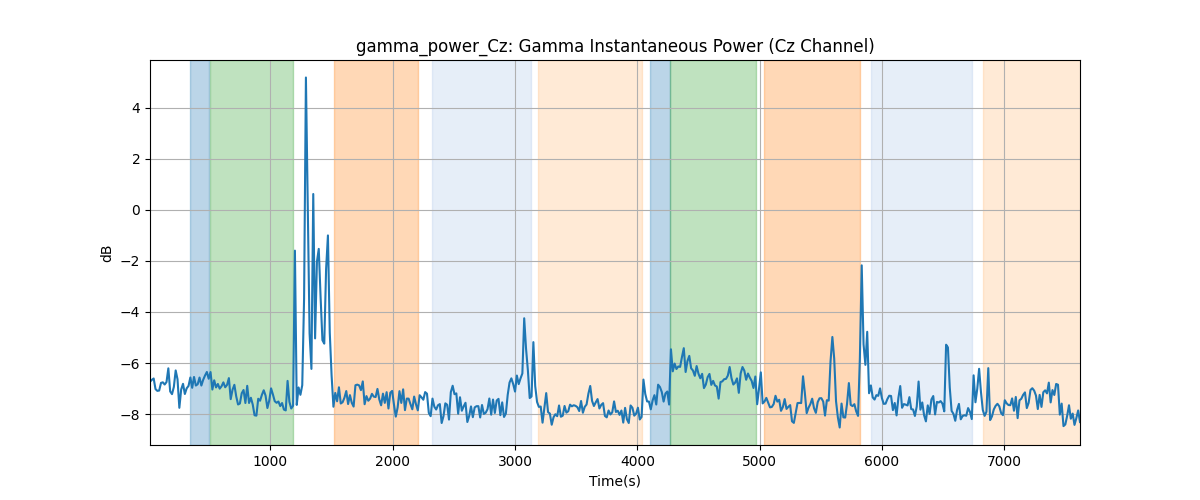 gamma_power_Cz: Gamma Instantaneous Power (Cz Channel)
4
2
0
−2
−4
−6
−8
dB
1000 2000 3000 4000 5000 6000 7000
Time(s)